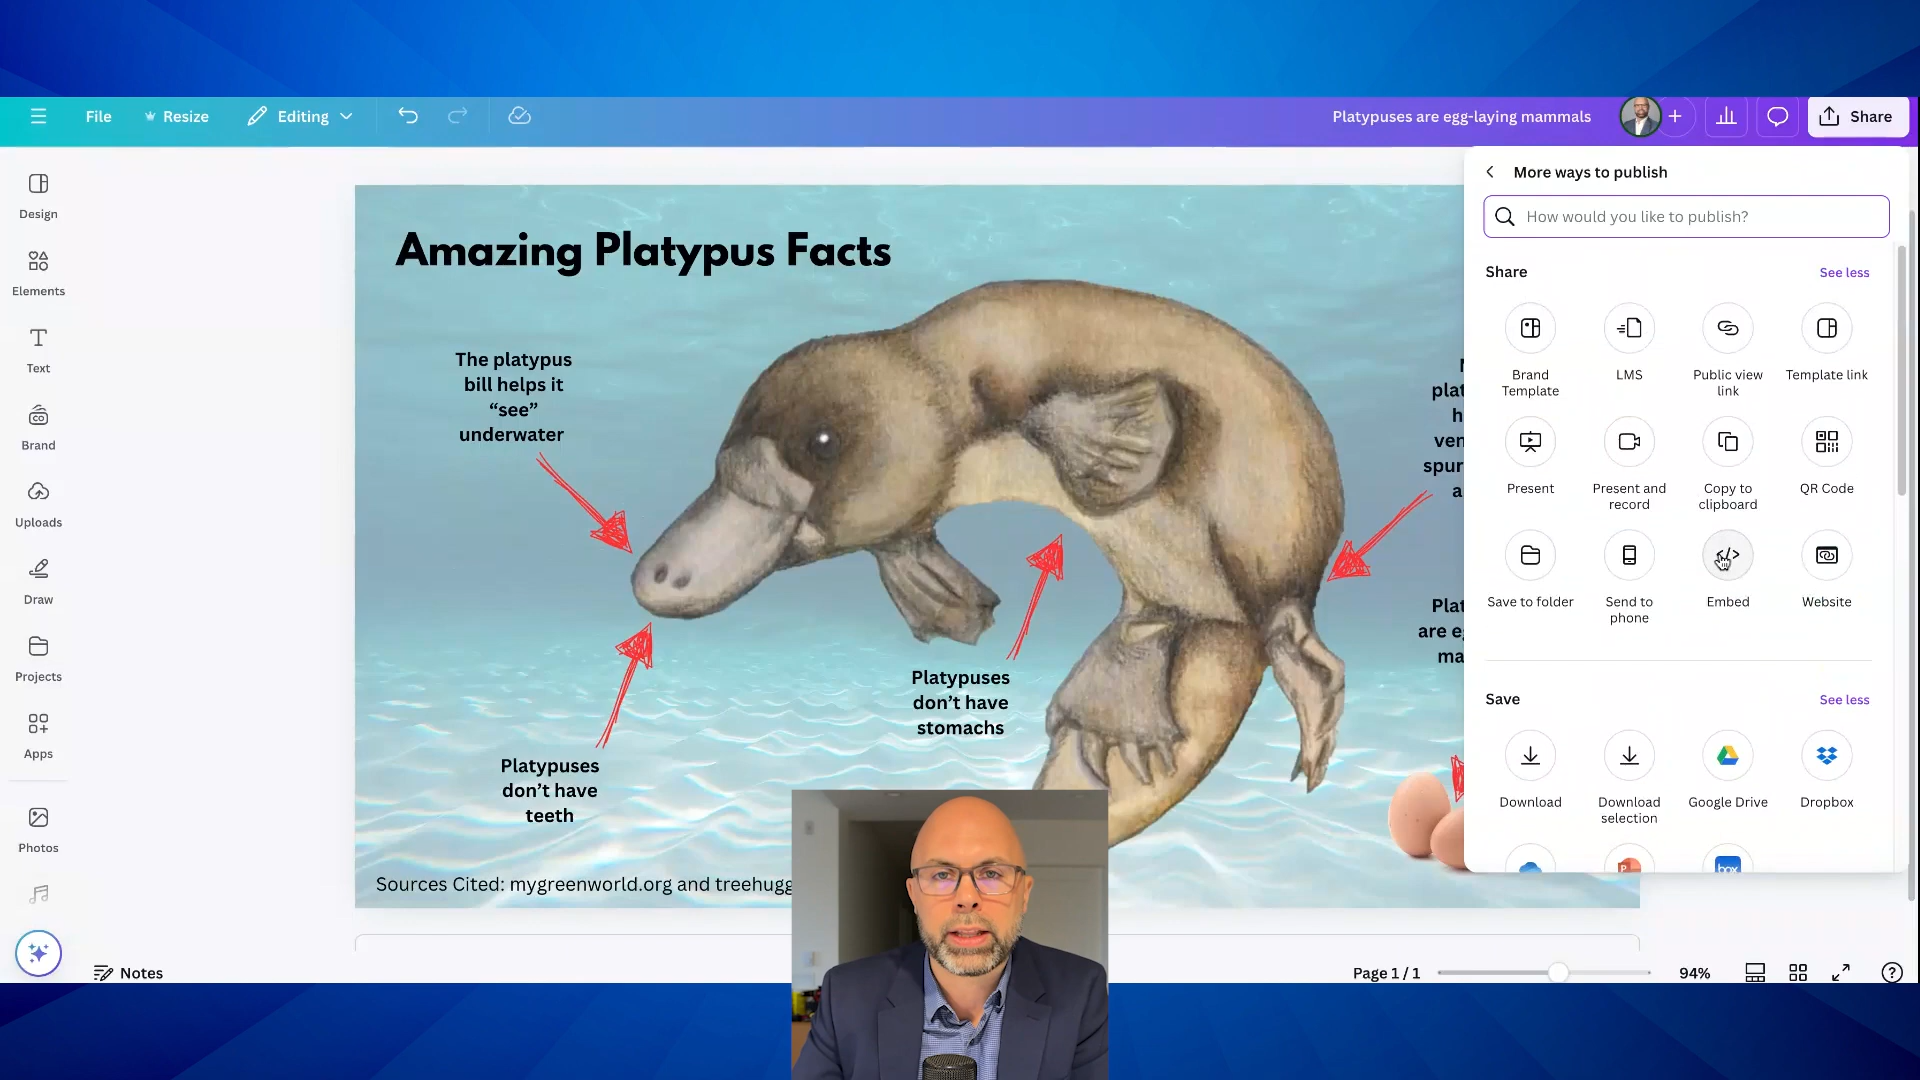 File
Resize
Editing
Platypuses are egg-laying mammals
Share
Design
Elements
Text
Brand
Uploads
Draw
Projects
Apps
Photos
Amazing Platypus Facts
The platypus
bill helps it
“see”
underwater
Platypuses
don’t have
teeth
Platypuses
don’t have
stomachs
are
Sources Cited: mygreenworld.org and
More ways to publish
How would you like to publish?
Share
See less
Brand
Template
LMS
Public view
link
Template link
Present
Present and
record
Copy to
clipboard
QR Code
Save to folder
Send to
phone
Embed
Website
Save
See less
Download
Download
selection
Google Drive
Dropbox
box
Notes
Page 1 / 1
94%